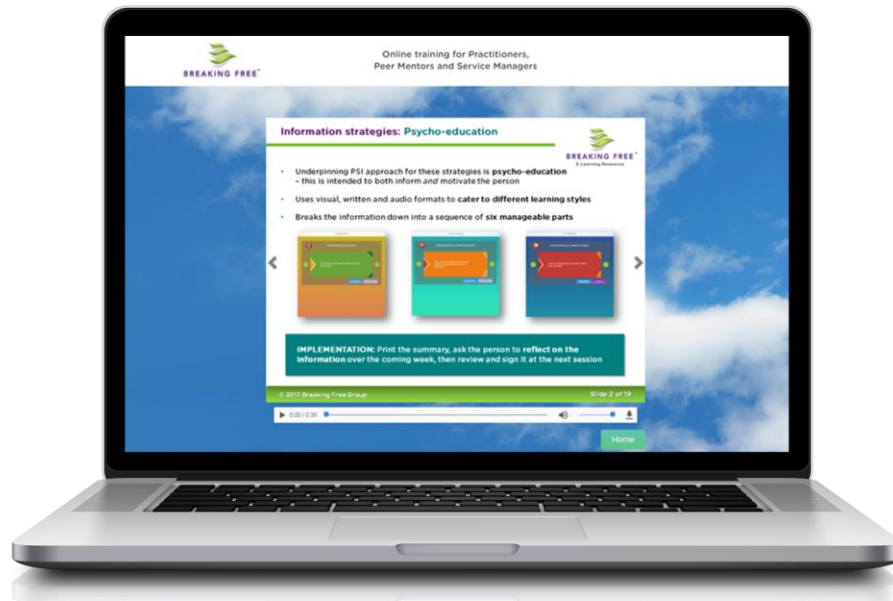 BREAKING FREE™
Online training for Practitioners,
Peer Mentors and Service Managers
Information strategies: Psycho-education
BREAKING FREE™
E-Learning Resources
• Underpinning PSI approach for these strategies is psycho-education
– this is intended to both inform and motivate the person
• Uses visual, written and audio formats to cater to different learning styles
• Breaks the information down into a sequence of six manageable parts
IMPLEMENTATION: Print the summary, ask the person to reflect on the
information over the coming week, then review and sign it at the next session
© 2017 Breaking Free Group
Slide 2 of 19
0:00 / 0:39
Home